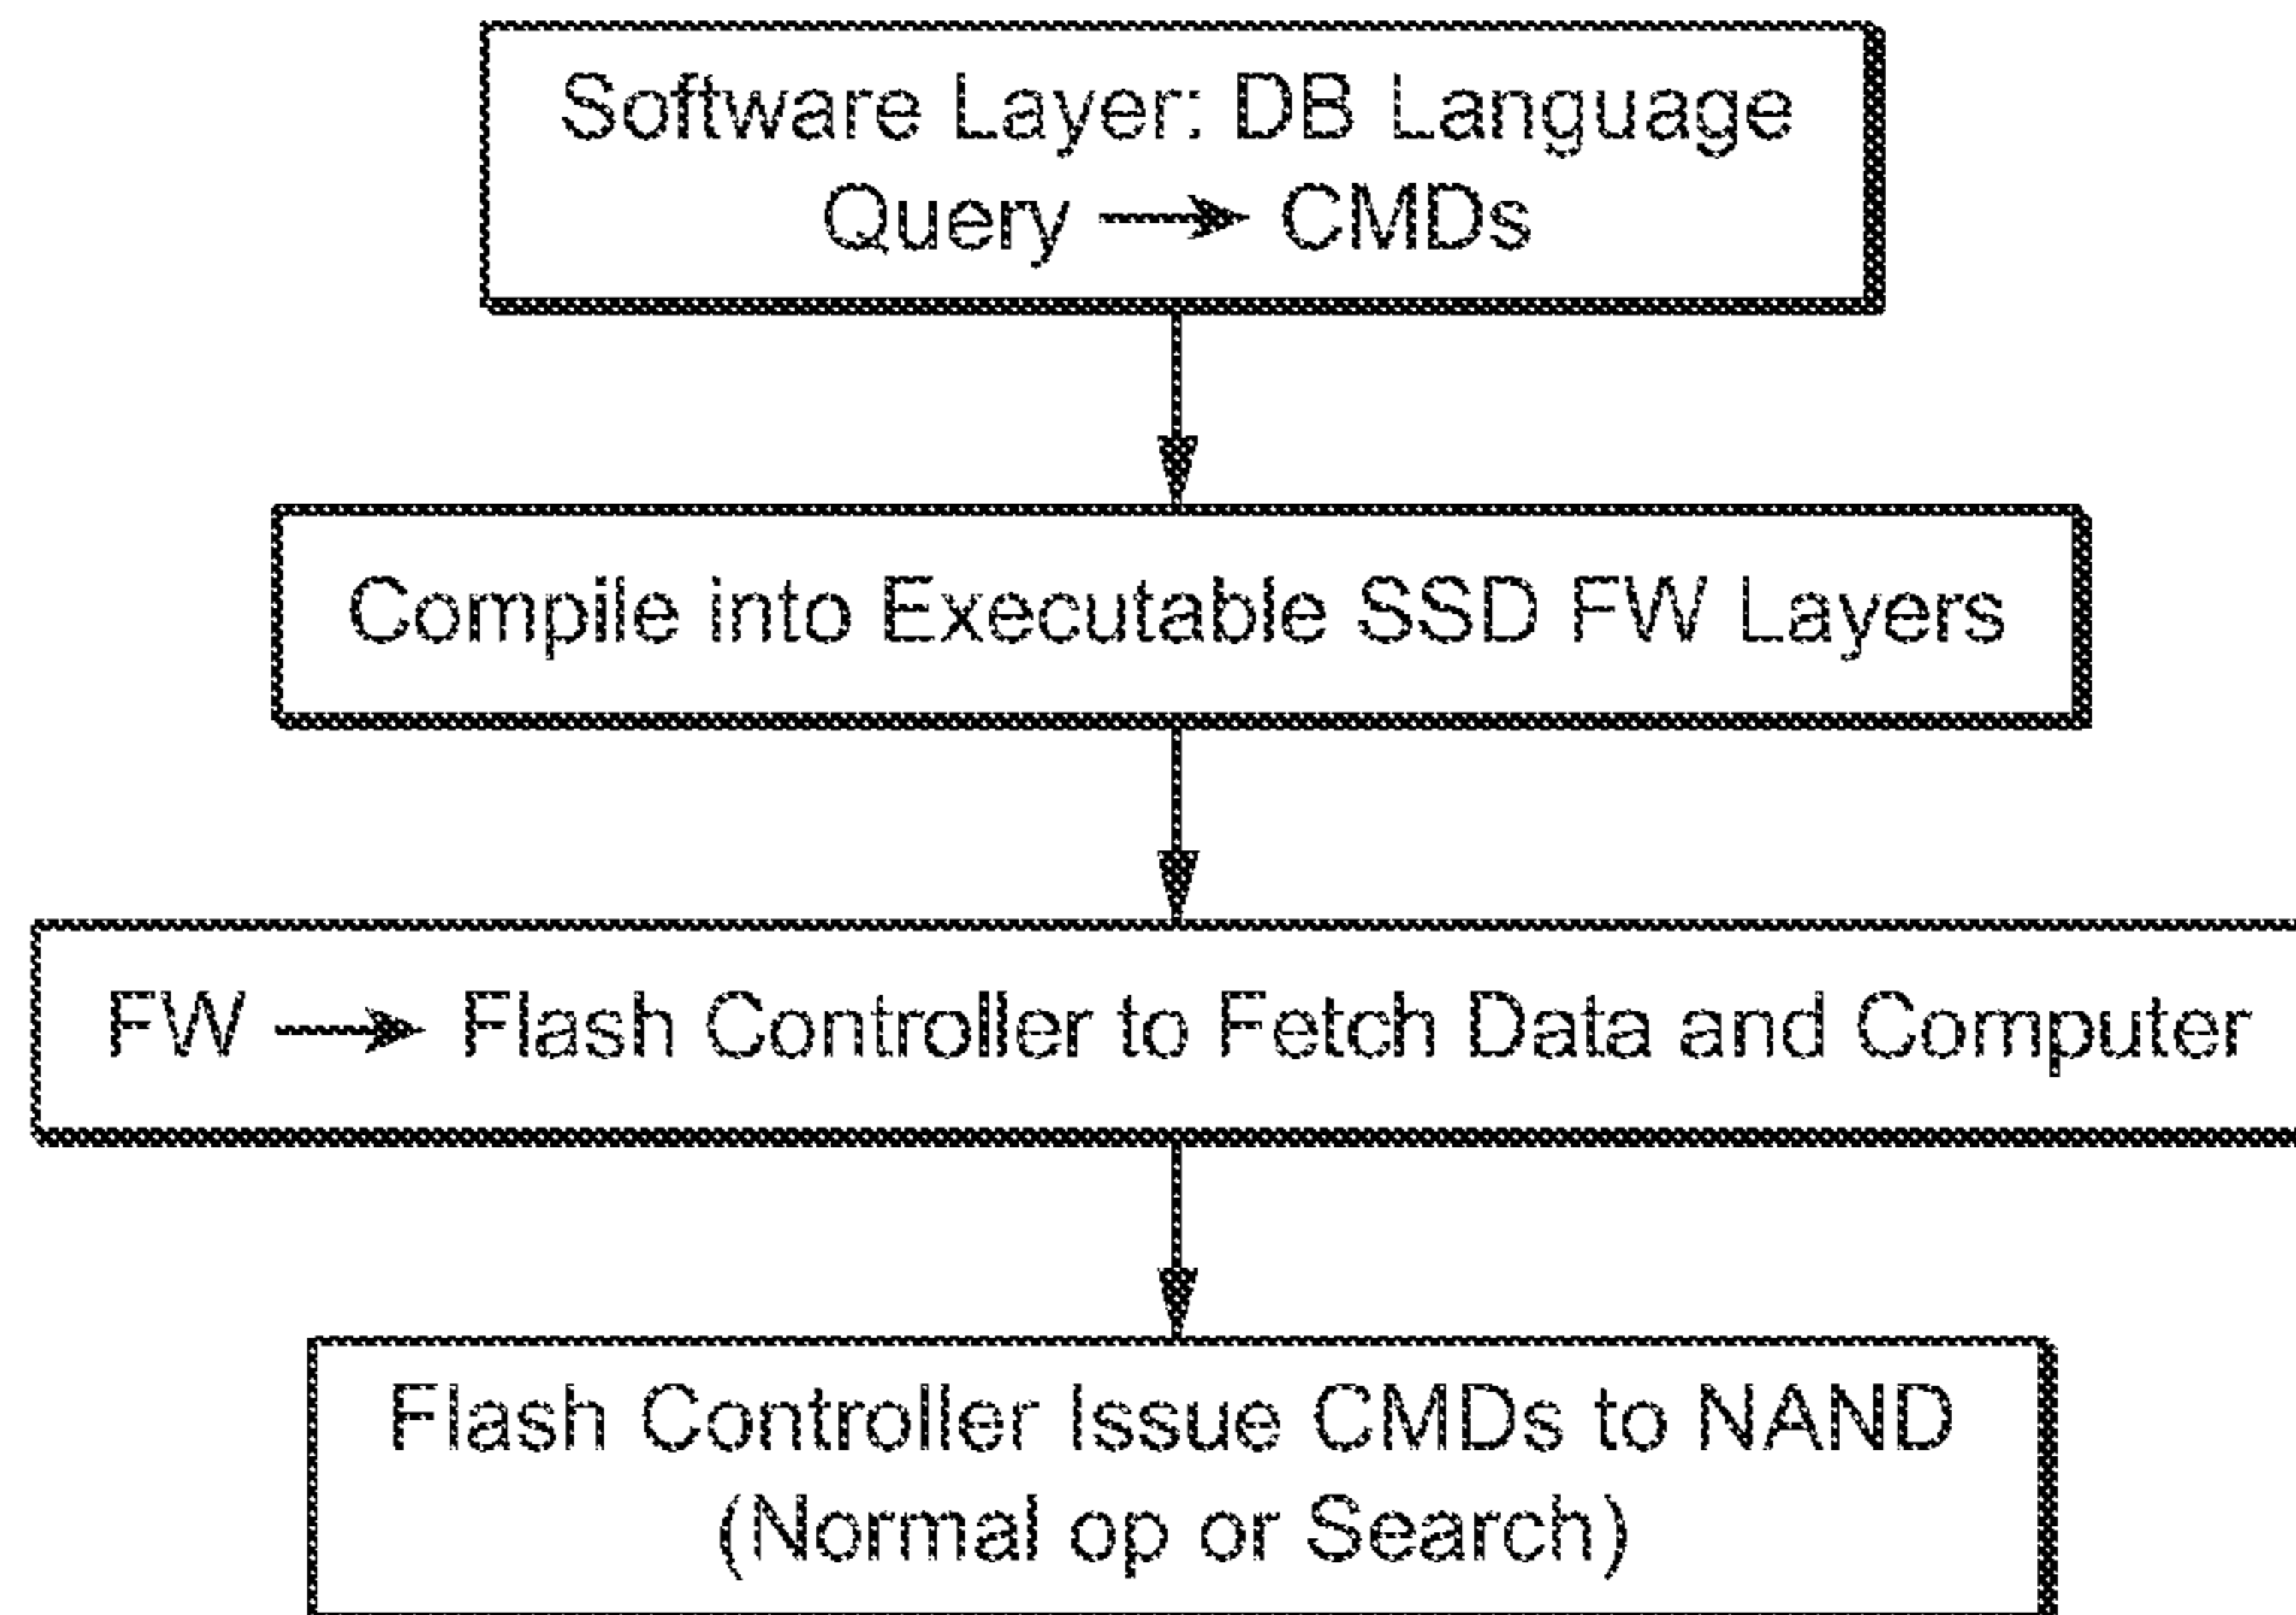 Software Layer: DB Language
Query → CMDs
Compile into Executable SSD FW Layers
FW → Flash Controller to Fetch Data and Computer
Flash Controller Issue CMDs to NAND
(Normal op or Search)